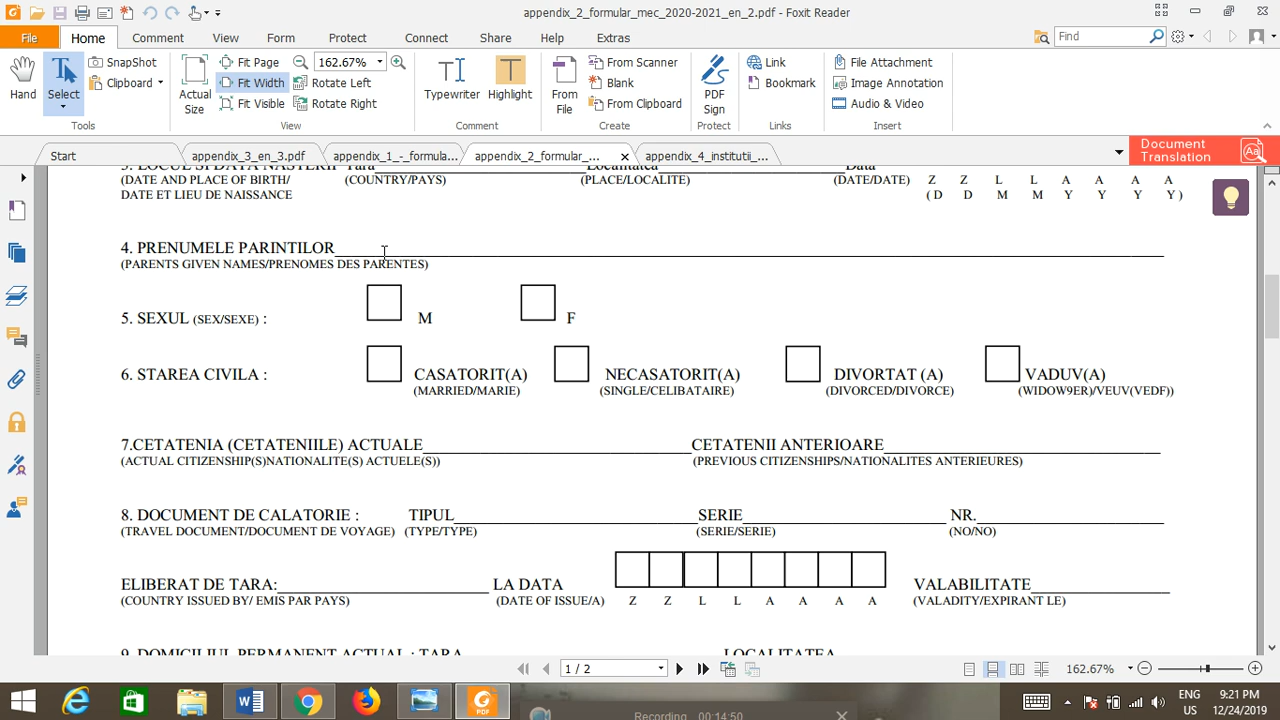 appendix_2_formular_mec_2020-2021_en_2.pdf - Foxit Reader
File Home Comment View Form Protect Connect Share Help Extras Find
Hand Select SnapShot Clipboard Actual Size Fit Page Fit Width Fit Visible 162.67% Rotate Left Rotate Right Typewriter Highlight From File From Scanner Blank From Clipboard PDF Sign Link Bookmark File Attachment Image Annotation Audio & Video
Tools View Comment Create Protect Links Insert
Start appendix_3_en_3.pdf appendix_1_-_formula... appendix_2_formular_... appendix_4_institutii_... Document Translation
(DATE AND PLACE OF BIRTH/ (COUNTRY/PAYS) (PLACE/LOCALITE) (DATE/DATE) Z Z L L A A A A
DATE ET LIEU DE NAISSANCE ( D D M M Y Y Y Y )
4. PRENUMELE PARINTILOR
(PARENTS GIVEN NAMES/PRENOMES DES PARENTES)
5. SEXUL (SEX/SEXE) : M F
6. STAREA CIVILA : CASATORIT(A) NECASATORIT(A) DIVORTAT (A) VADUV(A)
(MARRIED/MARIE) (SINGLE/CELIBATAIRE) (DIVORCED/DIVORCE) (WIDOW9ER)/VEUV(VEDF))
7.CETATENIA (CETATENIILE) ACTUALE CETATENII ANTERIOARE
(ACTUAL CITIZENSHIP(S)NATIONALITE(S) ACTUELE(S)) (PREVIOUS CITIZENSHIPS/NATIONALITES ANTERIEURES)
8. DOCUMENT DE CALATORIE : TIPUL SERIE NR.
(TRAVEL DOCUMENT/DOCUMENT DE VOYAGE) (TYPE/TYPE) (SERIE/SERIE) (NO/NO)
ELIBERAT DE TARA: LA DATA VALABILITATE
(COUNTRY ISSUED BY/ EMIS PAR PAYS) (DATE OF ISSUE/A) Z Z L L A A A A (VALADITY/EXPIRANT LE)
9. DOMICILIUL PERMANENT ACTUAL : TARA LOCALITATEA
1 / 2 162.67%
Recording 00:14:50
ENG 9:21 PM
US 12/24/2019